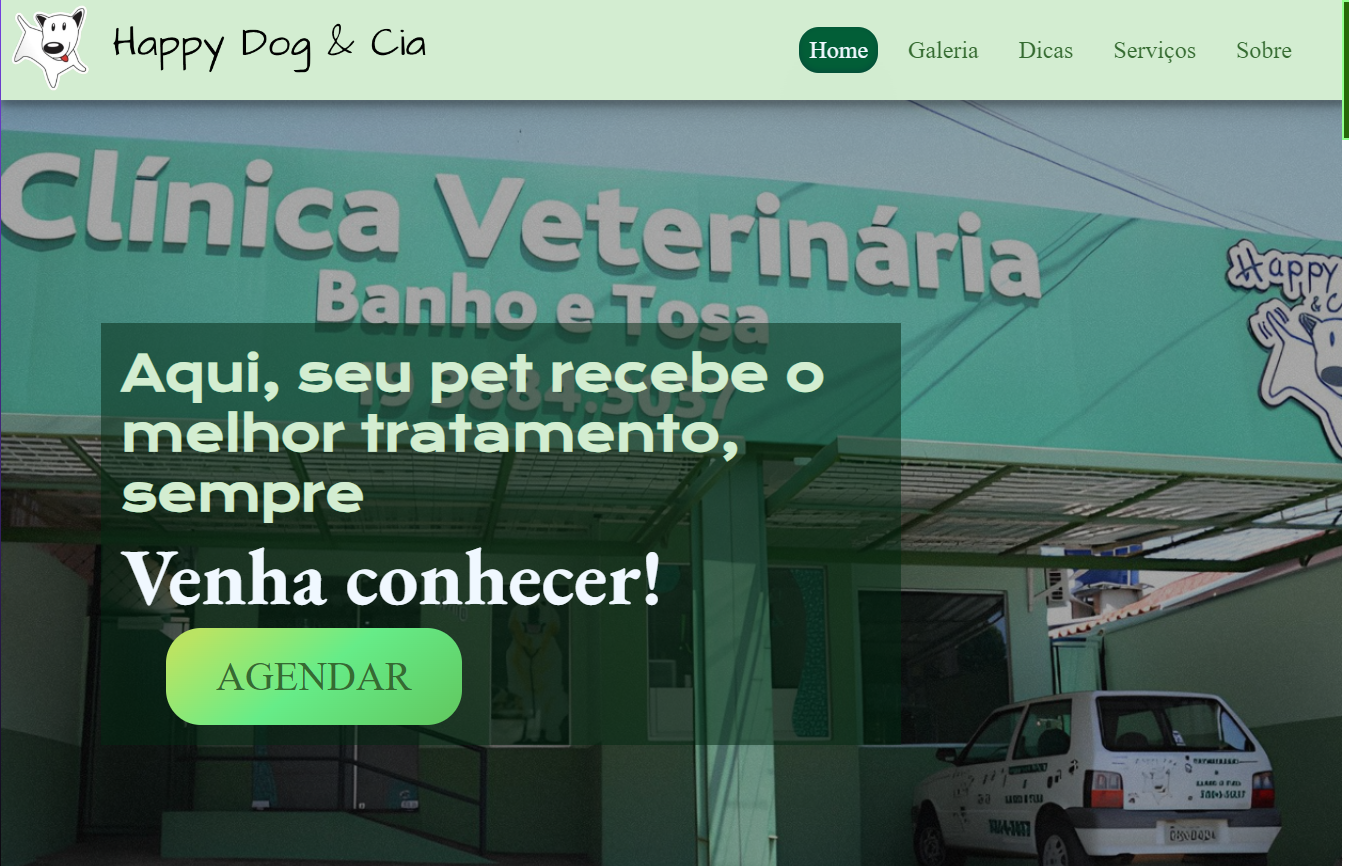 Happy Dog & Cia
Home Galeria Dicas Serviços Sobre
Clínica Veterinária
Banho e Tosa
Happy
Aqui, seu pet recebe o
melhor tratamento,
sempre
Venha conhecer!
AGENDAR